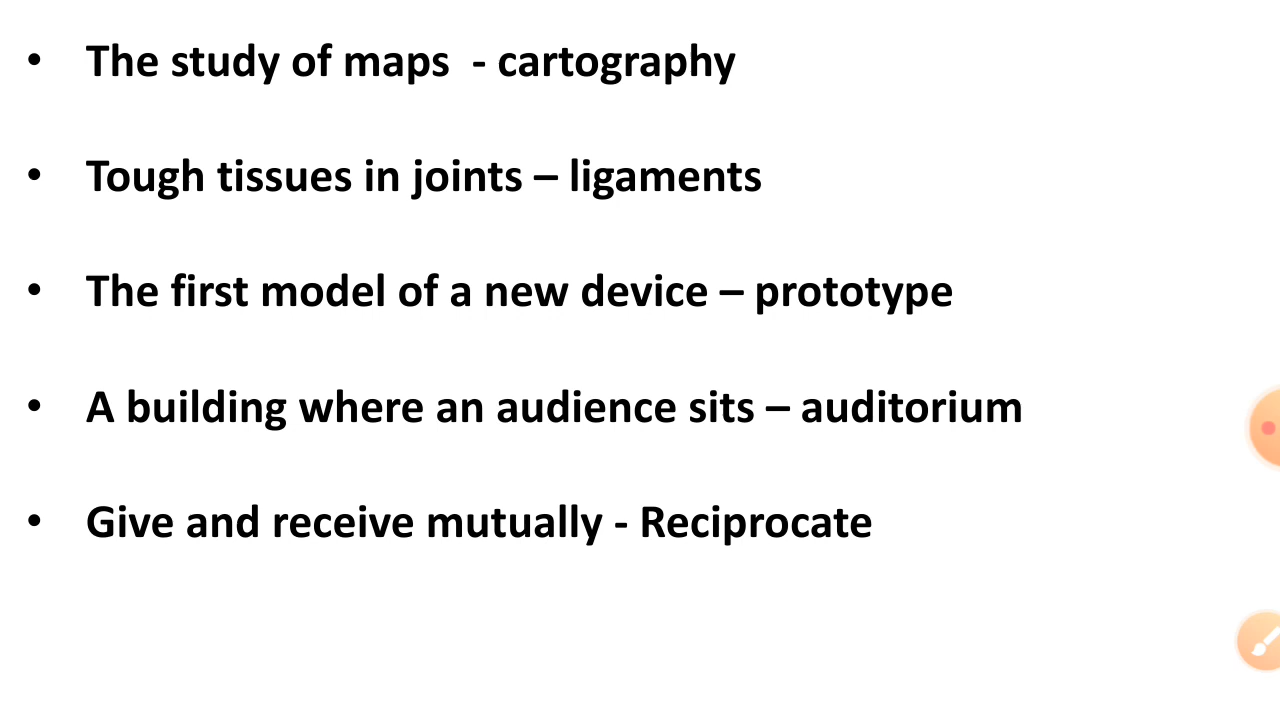 • The study of maps  - cartography
• Tough tissues in joints – ligaments
• The first model of a new device – prototype
• A building where an audience sits – auditorium
• Give and receive mutually - Reciprocate